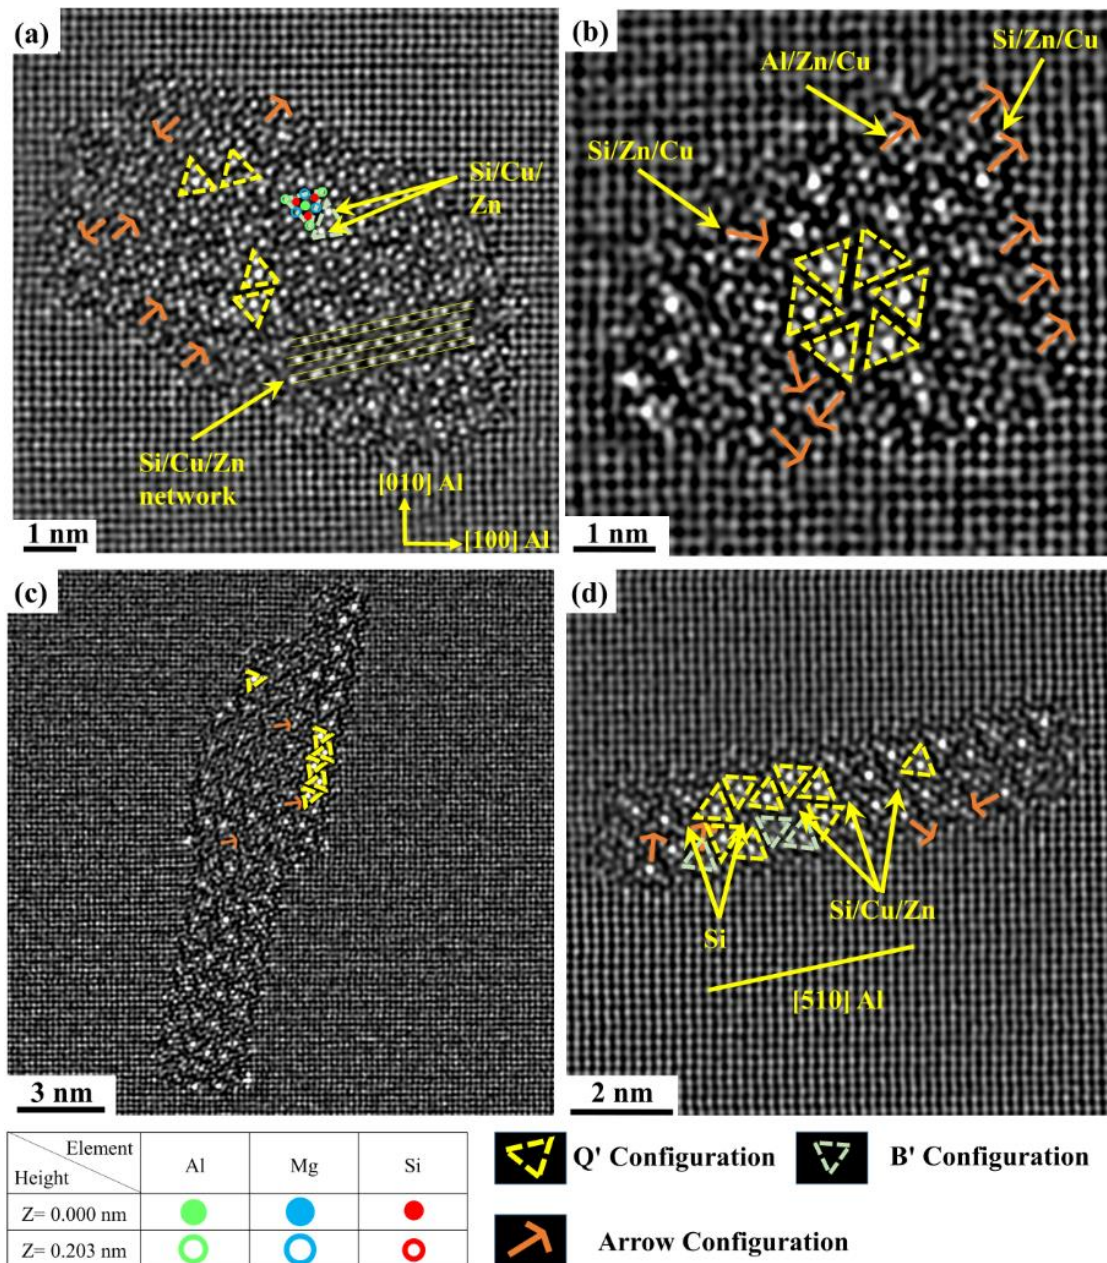 (a)
Si/Cu/
Zn
Si/Cu/Zn
network
[010] Al
[100] Al
1 nm
(b)
Si/Zn/Cu
Al/Zn/Cu
Si/Zn/Cu
1 nm
(c)
3 nm
(d)
Si/Cu/Zn
Si
[510] Al
2 nm
Element
Height
Al
Mg
Si
Z= 0.000 nm
Z= 0.203 nm
Q' Configuration
B' Configuration
Arrow Configuration